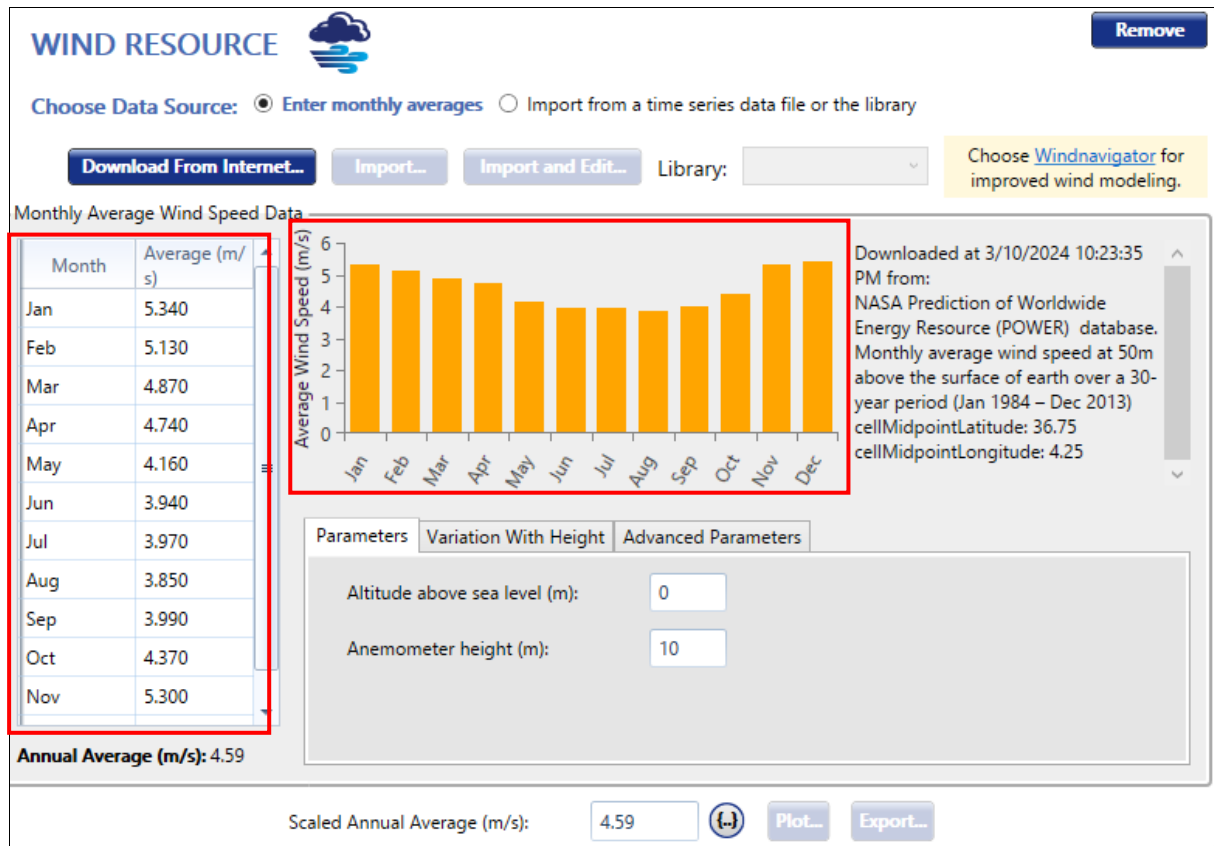 WIND RESOURCE
Remove
Choose Data Source: Enter monthly averages Import from a time series data file or the library
Download From Internet... Import... Import and Edit... Library:
Choose Windnavigator for
improved wind modeling.
Monthly Average Wind Speed Data
Month Average (m/
s)
Jan 5.340
Feb 5.130
Mar 4.870
Apr 4.740
May 4.160
Jun 3.940
Jul 3.970
Aug 3.850
Sep 3.990
Oct 4.370
Nov 5.300
Annual Average (m/s): 4.59
Average Wind Speed (m/s)
6
5
4
3
2
1
0
Jan Feb Mar Apr May Jun Jul Aug Sep Oct Nov Dec
Downloaded at 3/10/2024 10:23:35
PM from:
NASA Prediction of Worldwide
Energy Resource (POWER) database.
Monthly average wind speed at 50m
above the surface of earth over a 30-
year period (Jan 1984 – Dec 2013)
cellMidpointLatitude: 36.75
cellMidpointLongitude: 4.25
Parameters Variation With Height Advanced Parameters
Altitude above sea level (m): 0
Anemometer height (m): 10
Scaled Annual Average (m/s): 4.59 {..} Plot... Export...